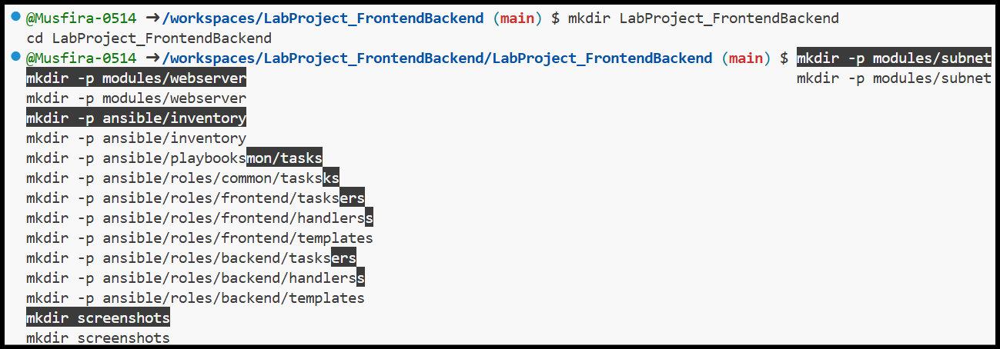 @Musfira-0514 ➜/workspaces/LabProject_FrontendBackend (main) $ mkdir LabProject_FrontendBackend
cd LabProject_FrontendBackend
@Musfira-0514 ➜/workspaces/LabProject_FrontendBackend/LabProject_FrontendBackend (main) $ mkdir -p modules/subnet
mkdir -p modules/webserver mkdir -p modules/subnet
mkdir -p modules/webserver
mkdir -p ansible/inventory
mkdir -p ansible/inventory
mkdir -p ansible/playbooksmon/tasks
mkdir -p ansible/roles/common/tasksks
mkdir -p ansible/roles/frontend/tasksers
mkdir -p ansible/roles/frontend/handlerss
mkdir -p ansible/roles/frontend/templates
mkdir -p ansible/roles/backend/tasksers
mkdir -p ansible/roles/backend/handlerss
mkdir -p ansible/roles/backend/templates
mkdir screenshots
mkdir screenshots